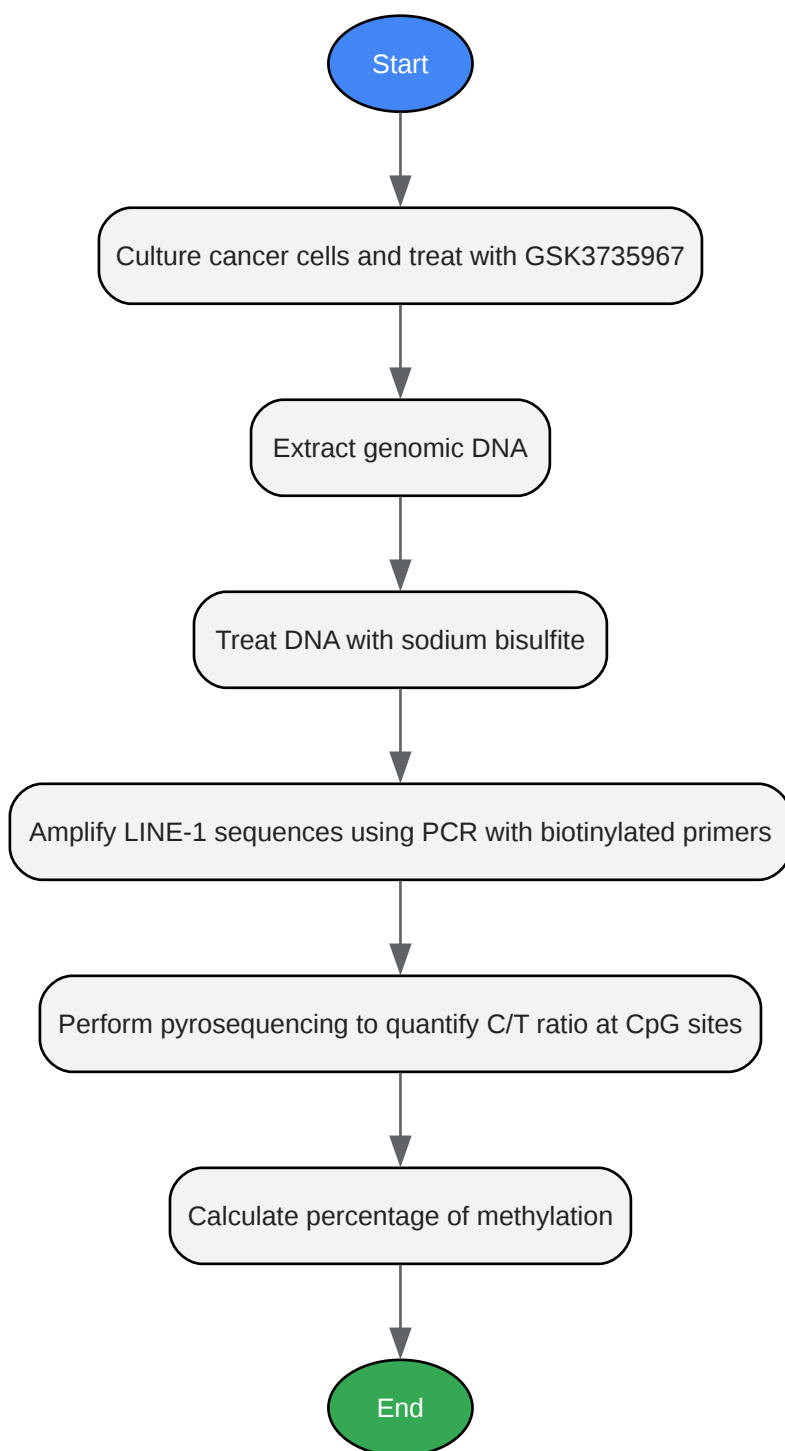 Start
Culture cancer cells and treat with GSK3735967
Extract genomic DNA
Treat DNA with sodium bisulfite
Amplify LINE-1 sequences using PCR with biotinylated primers
Perform pyrosequencing to quantify C/T ratio at CpG sites
Calculate percentage of methylation
End